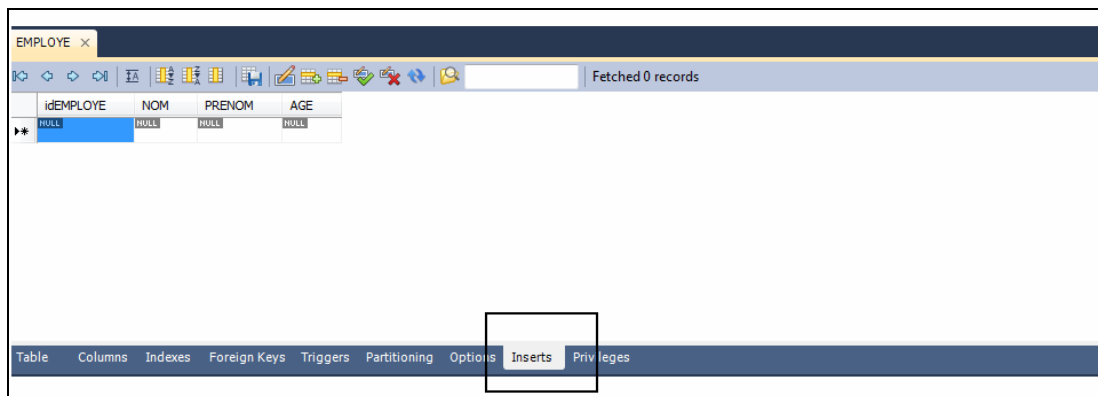 EMPLOYE
Fetched 0 records
idEMPLOYE NOM PRENOM AGE
NULL NULL NULL NULL
Table Columns Indexes Foreign Keys Triggers Partitioning Options Inserts Privileges